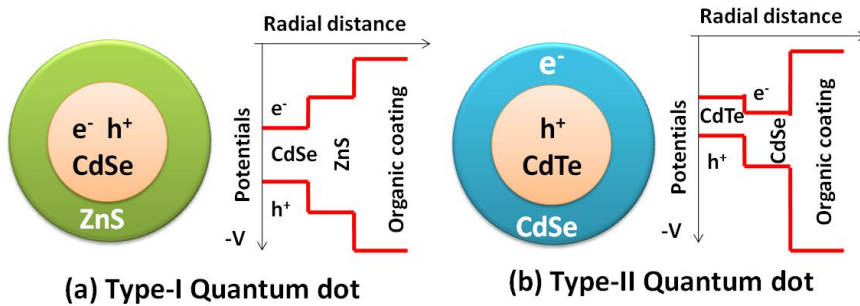 Radial distance
e⁻ h⁺
CdSe
ZnS
Potentials
-V
e⁻
CdSe
h⁺
ZnS
Organic coating
(a) Type-I Quantum dot
Radial distance
e⁻
h⁺
CdTe
CdSe
Potentials
-V
CdTe
h⁺
e⁻
CdSe
Organic coating
(b) Type-II Quantum dot